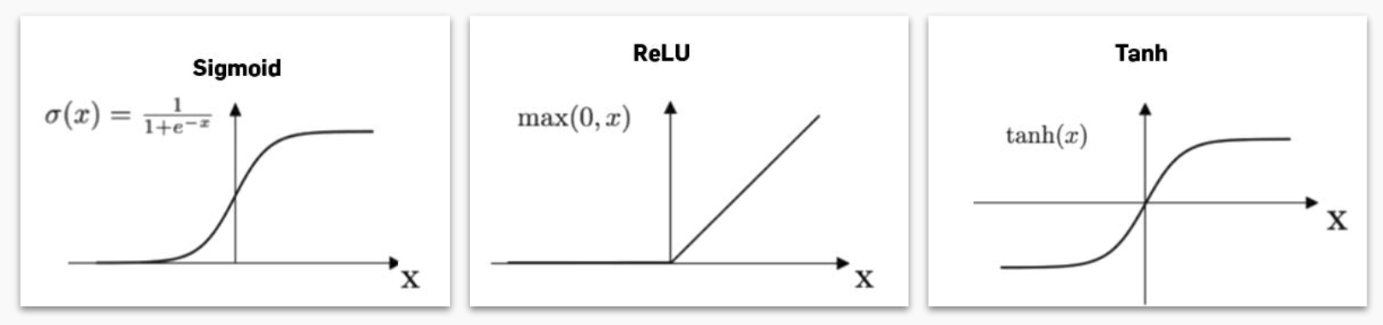 Sigmoid
σ(x) = 1/(1+e^{-x})
X
ReLU
max(0, x)
X
Tanh
tanh(x)
X